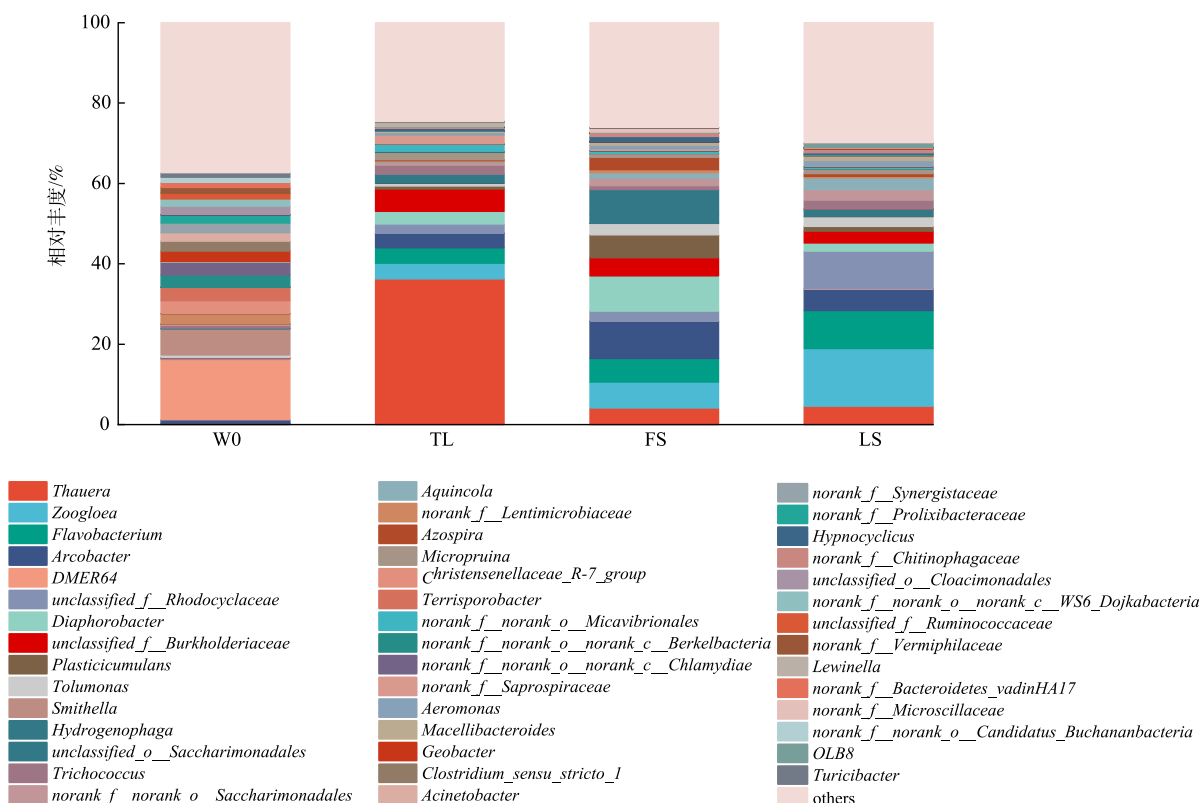 100
80
60
40
20
0
相对丰度/%
W0
TL
FS
LS
Thauera
Zoogloea
Flavobacterium
Arcobacter
DMER64
unclassified_f__Rhodocyclaceae
Diaphorobacter
unclassified_f__Burkholderiaceae
Plasticicumulans
Tolumonas
Smithella
Hydrogenophaga
unclassified_o__Saccharimonadales
Trichococcus
norank_f__norank_o__Saccharimonadales
Aquincola
norank_f__Lentimicrobiaceae
Azospira
Micropruina
Christensenellaceae_R-7_group
Terrisporobacter
norank_f__norank_o__Micavibrionales
norank_f__norank_o__norank_c__Berkelbacteria
norank_f__norank_o__norank_c__Chlamydiae
norank_f__Saprospiraceae
Aeromonas
Macellibacteroides
Geobacter
Clostridium_sensu_stricto_1
Acinetobacter
norank_f__Synergistaceae
norank_f__Prolixibacteraceae
Hypnocyclicus
norank_f__Chitinophagaceae
unclassified_o__Cloacimonadales
norank_f__norank_o__norank_c__WS6_Dojkabacteria
unclassified_f__Ruminococcaceae
norank_f__Vermiphilaceae
Lewinella
norank_f__Bacteroidetes_vadinHA17
norank_f__Microscillaceae
norank_f__norank_o__Candidatus_Buchananbacteria
OLB8
Turicibacter
others